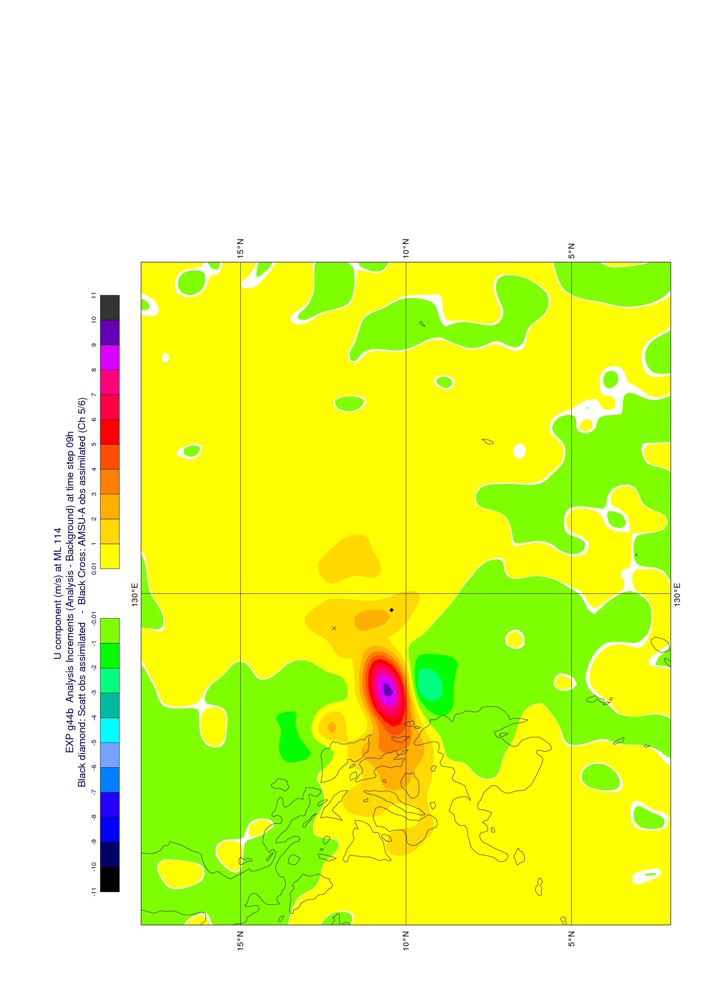 U component (m/s) at ML 114
EXP g44b Analysis Increments (Analysis - Background) at time step 09h
Black diamond: Scatt obs assimilated - Black Cross: AMSU-A obs assimilated (Ch 5/6)
-11 -10 -9 -8 -7 -6 -5 -4 -3 -2 -1 -0.01 0.01 1 2 3 4 5 6 7 8 9 10 11
130°E
15°N 15°N
10°N 10°N
5°N 5°N
130°E